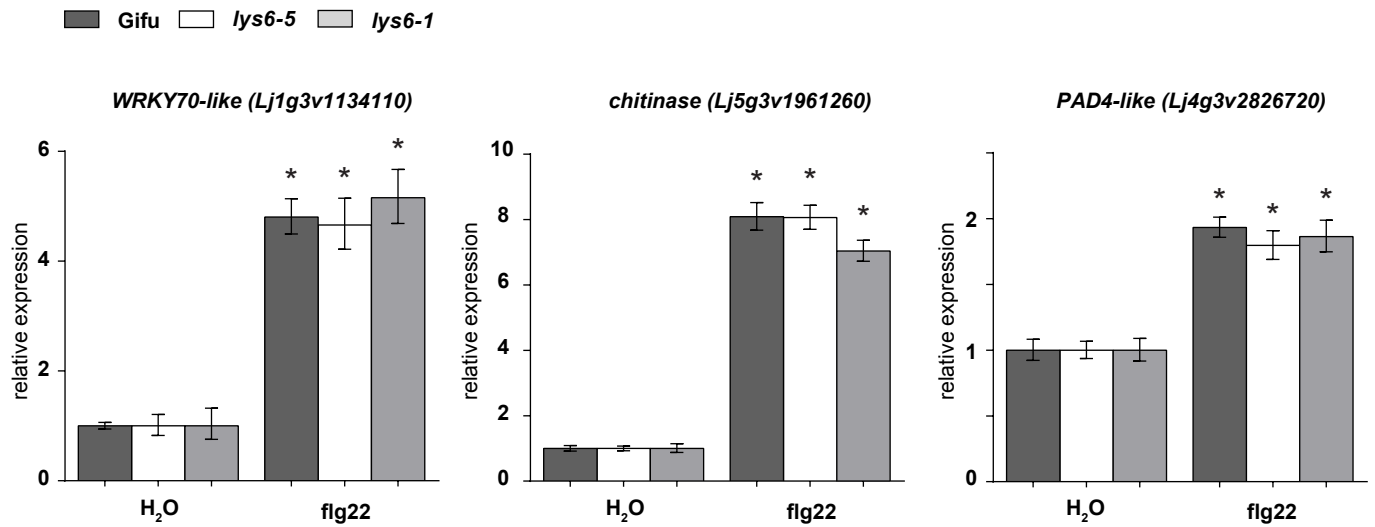 Gifu lys6-5 lys6-1
WRKY70-like (Lj1g3v1134110)
relative expression
6
4
2
0
H₂O flg22
* * *
chitinase (Lj5g3v1961260)
relative expression
10
8
6
4
2
0
H₂O flg22
* * *
PAD4-like (Lj4g3v2826720)
relative expression
2
1
0
H₂O flg22
* * *